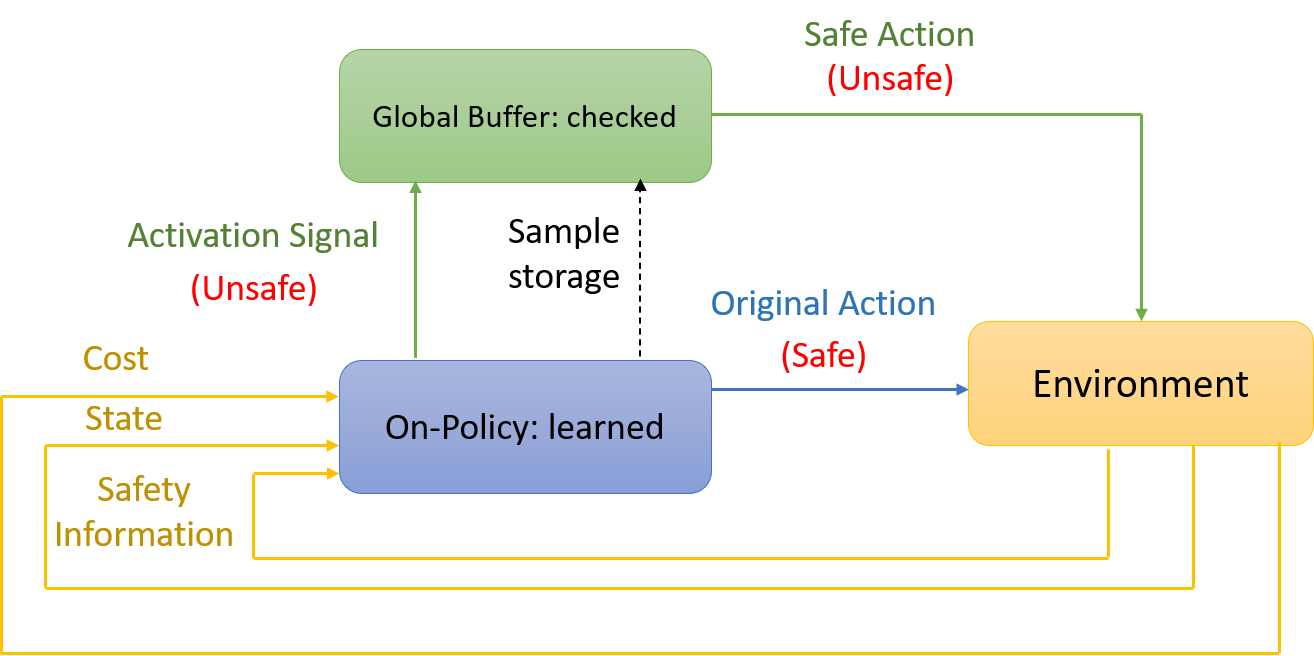 Safe Action
(Unsafe)
Global Buffer: checked
Activation Signal
(Unsafe)
Sample
storage
Original Action
(Safe)
Cost
State
Safety
Information
On-Policy: learned
Environment